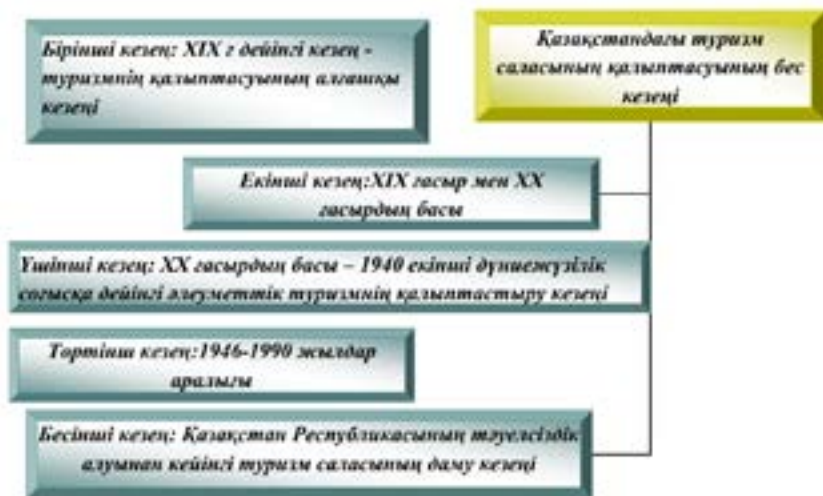 Бірінші кезең: XIX ғ дейінгі кезең -
туризмнің қалыптасуының алғашқы
кезеңі
Қазақстандағы туризм
саласының қалыптасуының бес
кезеңі
Екінші кезең:XIX ғасыр мен XX
ғасырдың басы
Үшінші кезең: XX ғасырдың басы – 1940 екінші дүниежүзілік
соғысқа дейінгі әлеуметтік туризмнің қалыптастыру кезеңі
Төртінш кезең:1946-1990 жылдар
аралығы
Бесінші кезең: Қазақстан Республикасының тәуелсіздік
алуынан кейінгі туризм саласының даму кезеңі